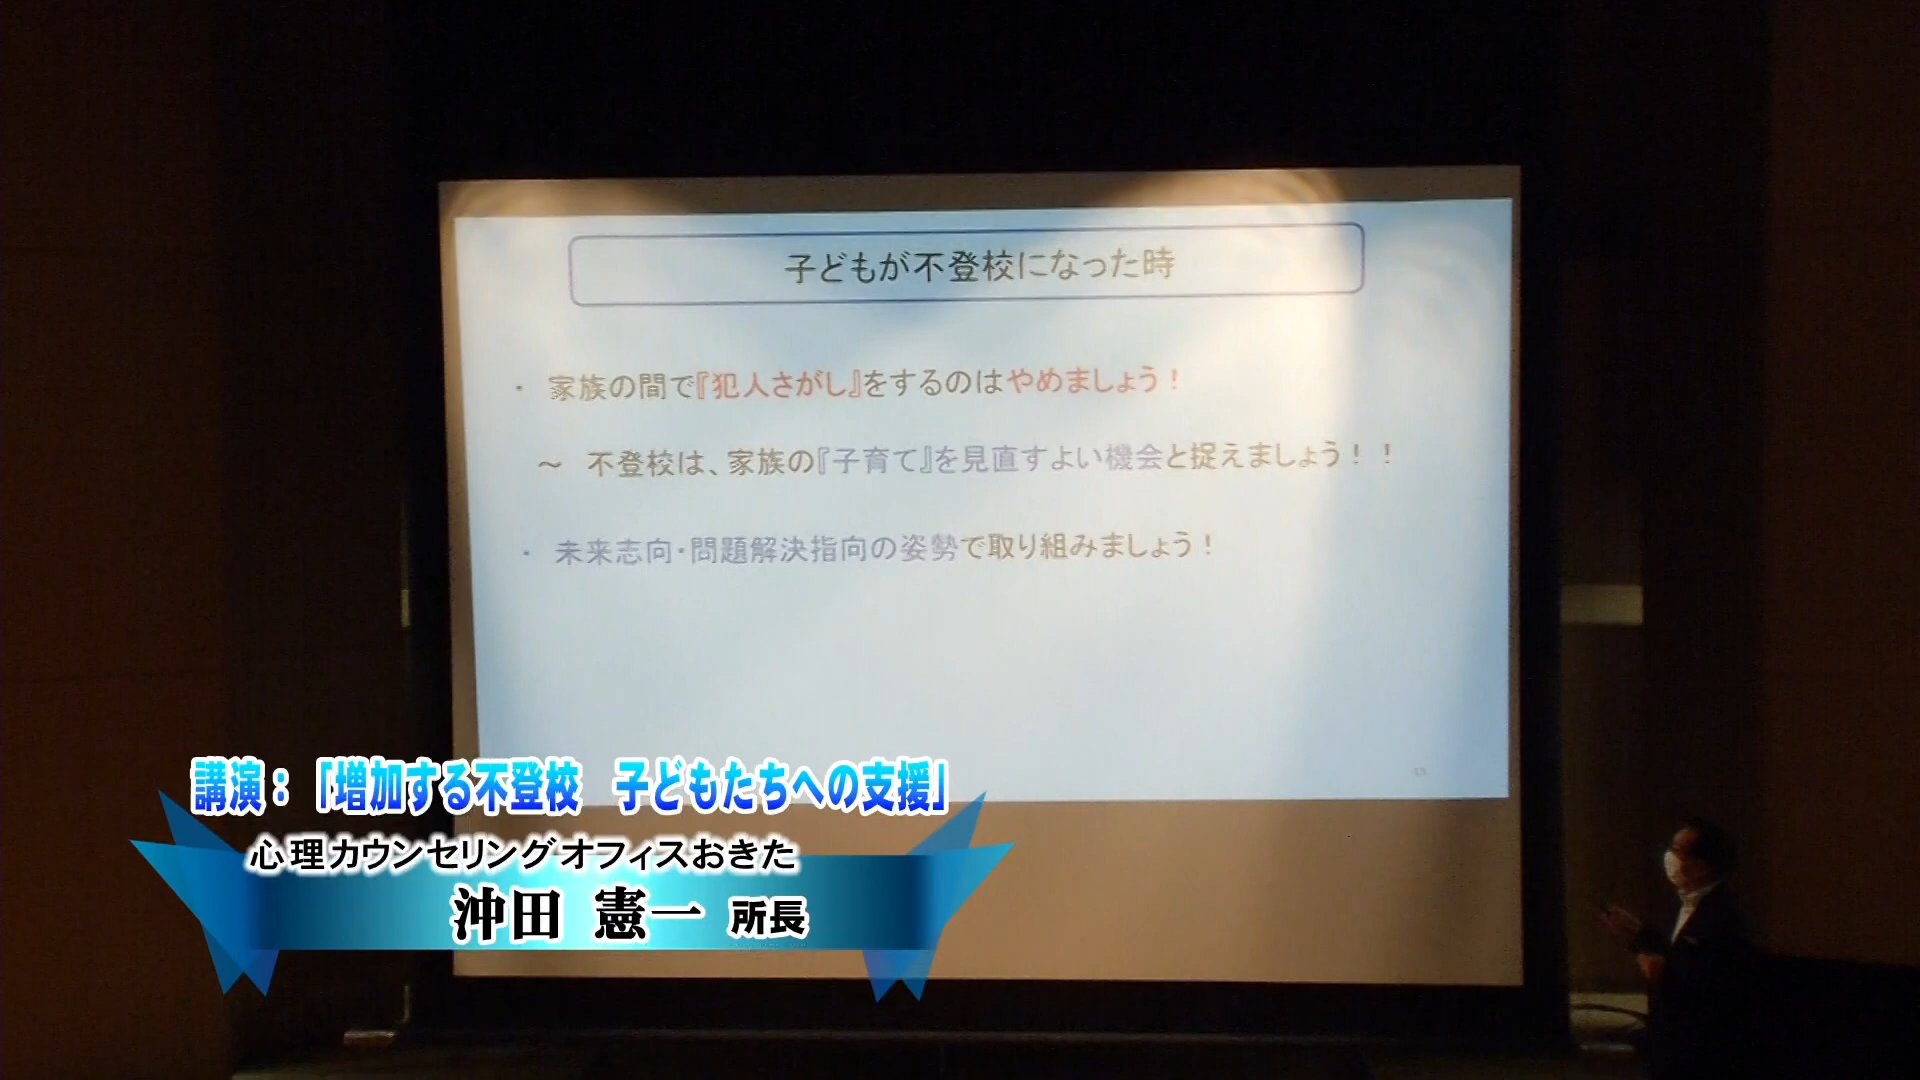 子どもが不登校になった時
・ 家族の間で『犯人さがし』をするのはやめましょう！
～ 不登校は、家族の『子育て』を見直すよい機会と捉えましょう！！
・ 未来志向・問題解決指向の姿勢で取り組みましょう！
講演：「増加する不登校 子どもたちへの支援」
心理カウンセリングオフィスおきた
沖田 憲一 所長